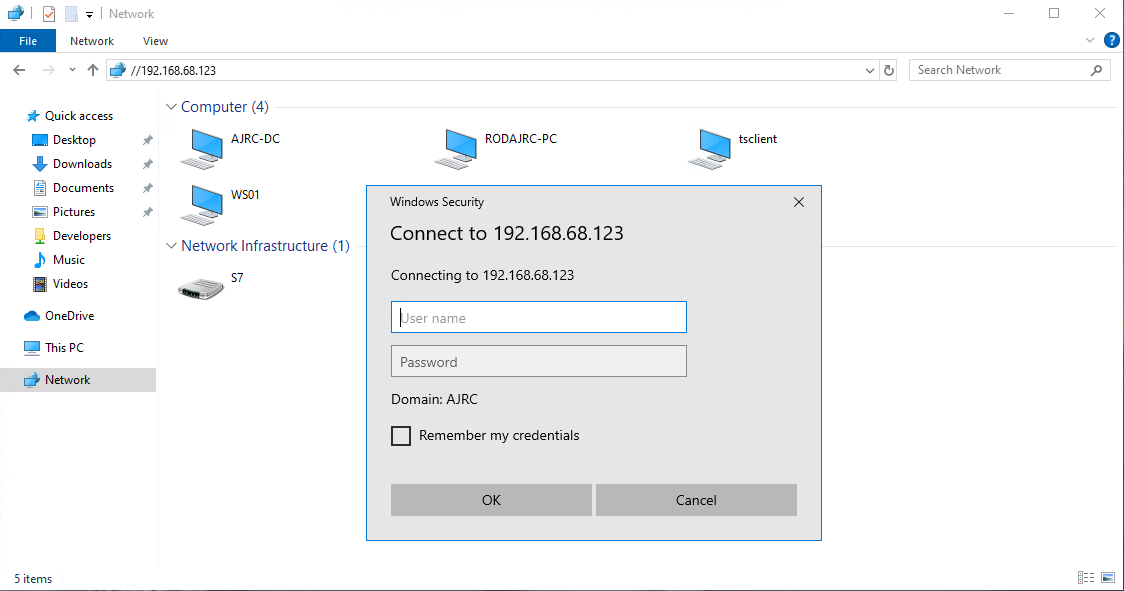 Network
File Network View
//192.168.68.123
Search Network
Quick access
Desktop
Downloads
Documents
Pictures
Developers
Music
Videos
OneDrive
This PC
Network
Computer (4)
AJRC-DC
RODAJRC-PC
tsclient
WS01
Network Infrastructure (1)
S7
Windows Security
Connect to 192.168.68.123
Connecting to 192.168.68.123
User name
Password
Domain: AJRC
Remember my credentials
OK
Cancel
5 items